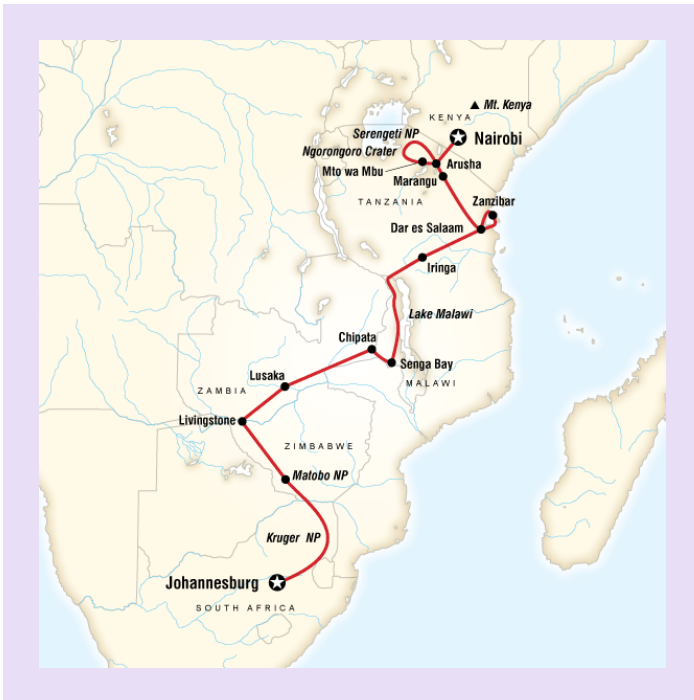 Mt. Kenya
KENYA
Serengeti NP
Nairobi
Ngorongoro Crater
Arusha
Mto wa Mbu
Marangu
TANZANIA
Zanzibar
Dar es Salaam
Iringa
Lake Malawi
Chipata
Senga Bay
Lusaka
MALAWI
ZAMBIA
Livingstone
ZIMBABWE
Matobo NP
Kruger NP
Johannesburg
SOUTH AFRICA